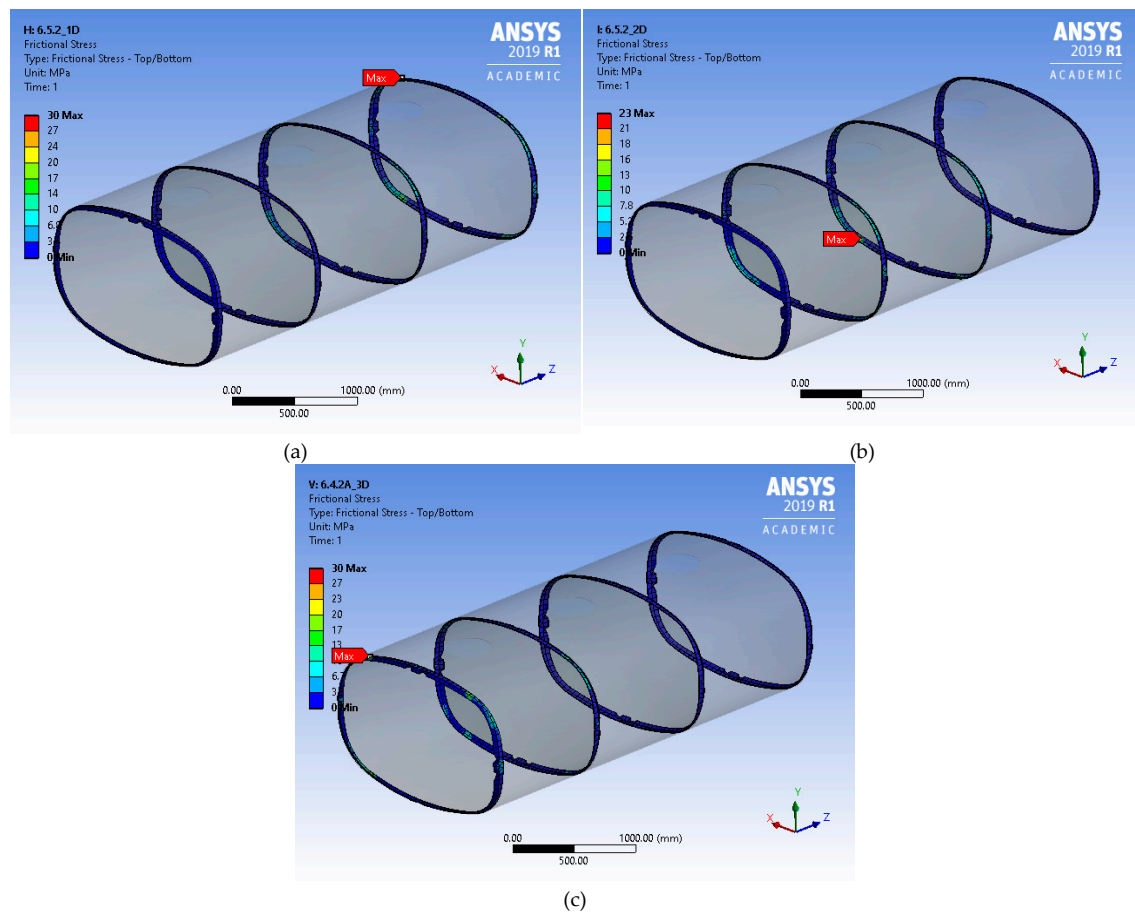 H: 6.5.2_1D
Frictional Stress
Type: Frictional Stress - Top/Bottom
Unit: MPa
Time: 1
ANSYS
2019 R1
ACADEMIC
Max
30 Max
27
24
20
17
14
10
0 Min
Y
X
Z
0.00
1000.00 (mm)
500.00
(a)
I: 6.5.2_2D
Frictional Stress
Type: Frictional Stress - Top/Bottom
Unit: MPa
Time: 1
ANSYS
2019 R1
ACADEMIC
23 Max
21
18
16
13
10
7.8
Max
0 Min
Y
X
Z
0.00
1000.00 (mm)
500.00
(b)
V: 6.4.2A_3D
Frictional Stress
Type: Frictional Stress - Top/Bottom
Unit: MPa
Time: 1
ANSYS
2019 R1
ACADEMIC
30 Max
27
23
20
17
13
Max
0 Min
Y
X
Z
0.00
1000.00 (mm)
500.00
(c)